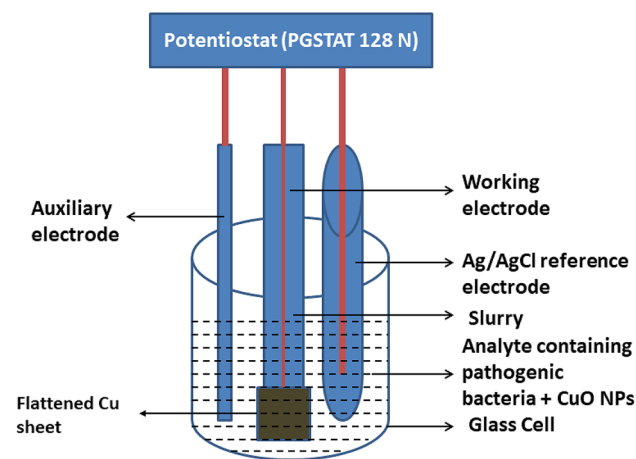 Potentiostat (PGSTAT 128 N)
Auxiliary
electrode
Working
electrode
Ag/AgCl reference
electrode
Slurry
Analyte containing
pathogenic
bacteria + CuO NPs
Glass Cell
Flattened Cu
sheet